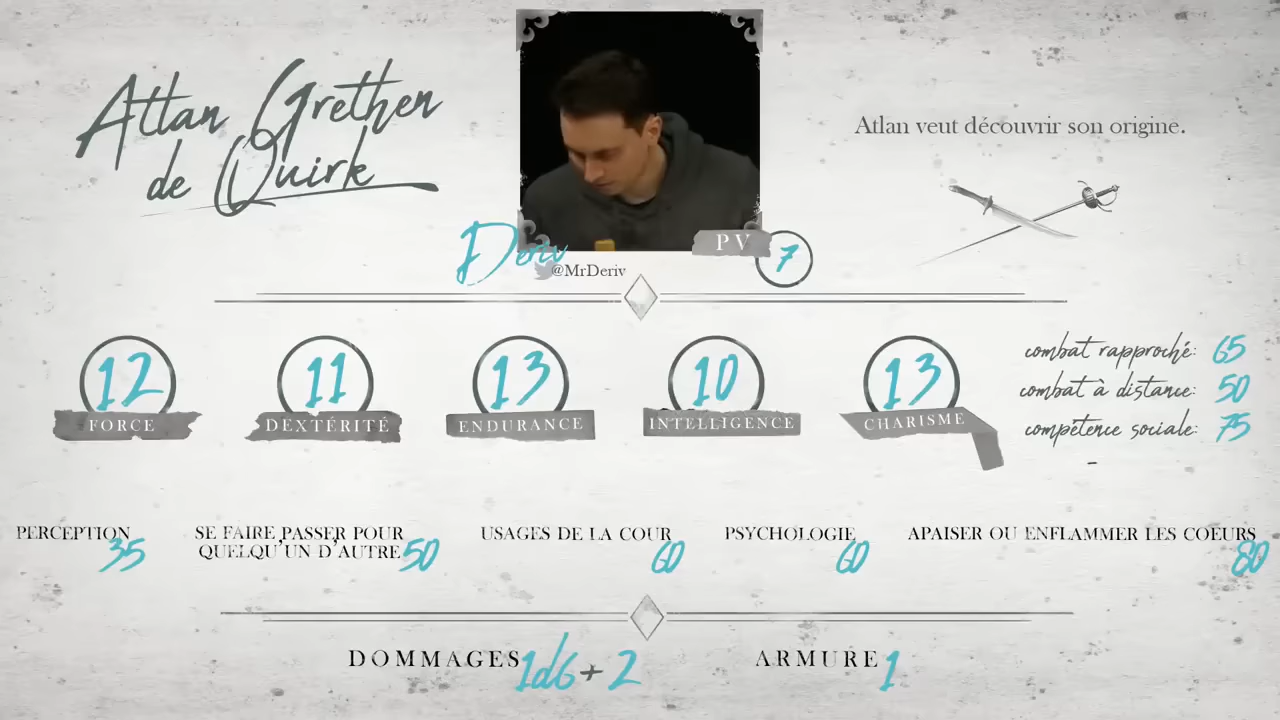 Atlan Grethen
de Quirk
Atlan veut découvrir son origine.
Deriv
@MrDeriv
PV 7
12
FORCE
11
DEXTÉRITÉ
13
ENDURANCE
10
INTELLIGENCE
13
CHARISME
combat rapproché: 65
combat à distance: 50
compétence sociale: 75
-
PERCEPTION 35
SE FAIRE PASSER POUR
QUELQU'UN D'AUTRE 50
USAGES DE LA COUR 60
PSYCHOLOGIE 60
APAISER OU ENFLAMMER LES COEURS 80
DOMMAGES 1d6 + 2
ARMURE 1